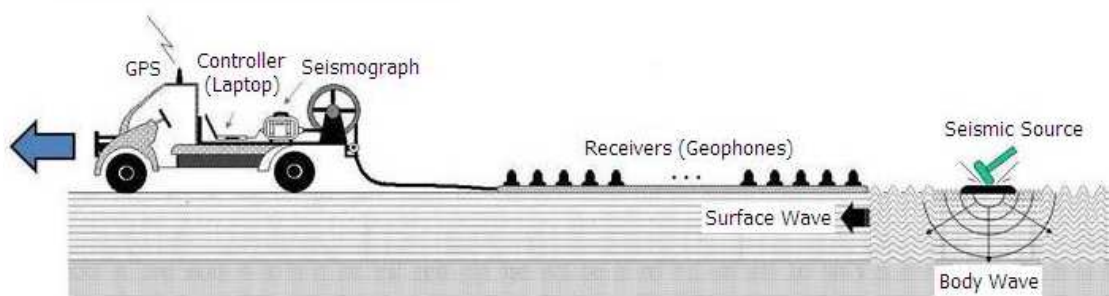 GPS
Controller
(Laptop)
Seismograph
Receivers (Geophones)
. . .
Seismic Source
Surface Wave
Body Wave